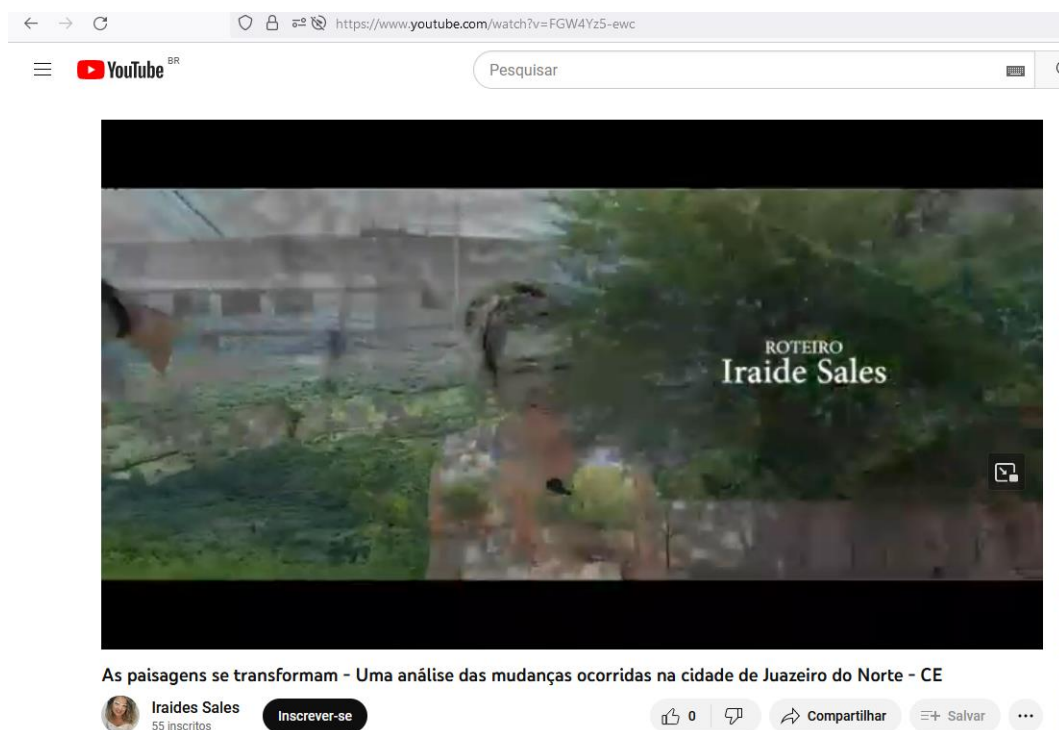 https://www.youtube.com/watch?v=FGW4Yz5-ewc
YouTube BR
Pesquisar
ROTEIRO
Iraide Sales
As paisagens se transformam - Uma análise das mudanças ocorridas na cidade de Juazeiro do Norte - CE
Iraides Sales
55 inscritos
Inscrever-se
0
Compartilhar
Salvar